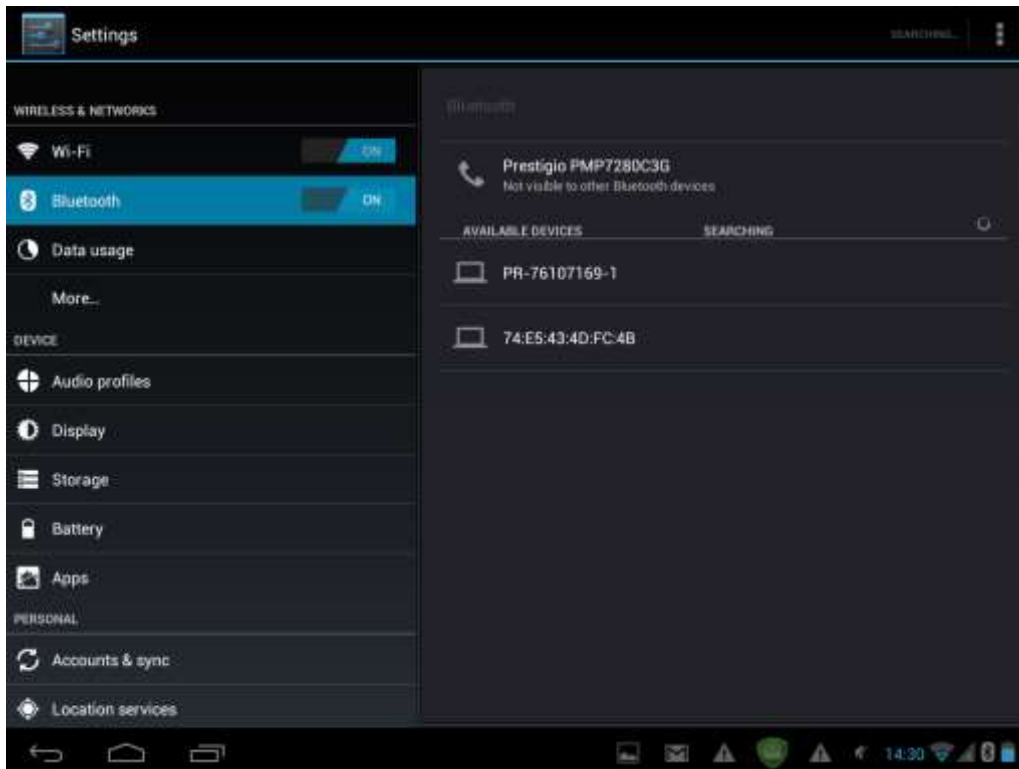 Settings
SEARCHING...
WIRELESS & NETWORKS
Wi-Fi ON
Bluetooth ON
Data usage
More...
DEVICE
Audio profiles
Display
Storage
Battery
Apps
PERSONAL
Accounts & sync
Location services
Bluetooth
Prestigio PMP7280C3G
Not visible to other Bluetooth devices
AVAILABLE DEVICES SEARCHING
PR-76107169-1
74:E5:43:4D:FC:4B
14:30